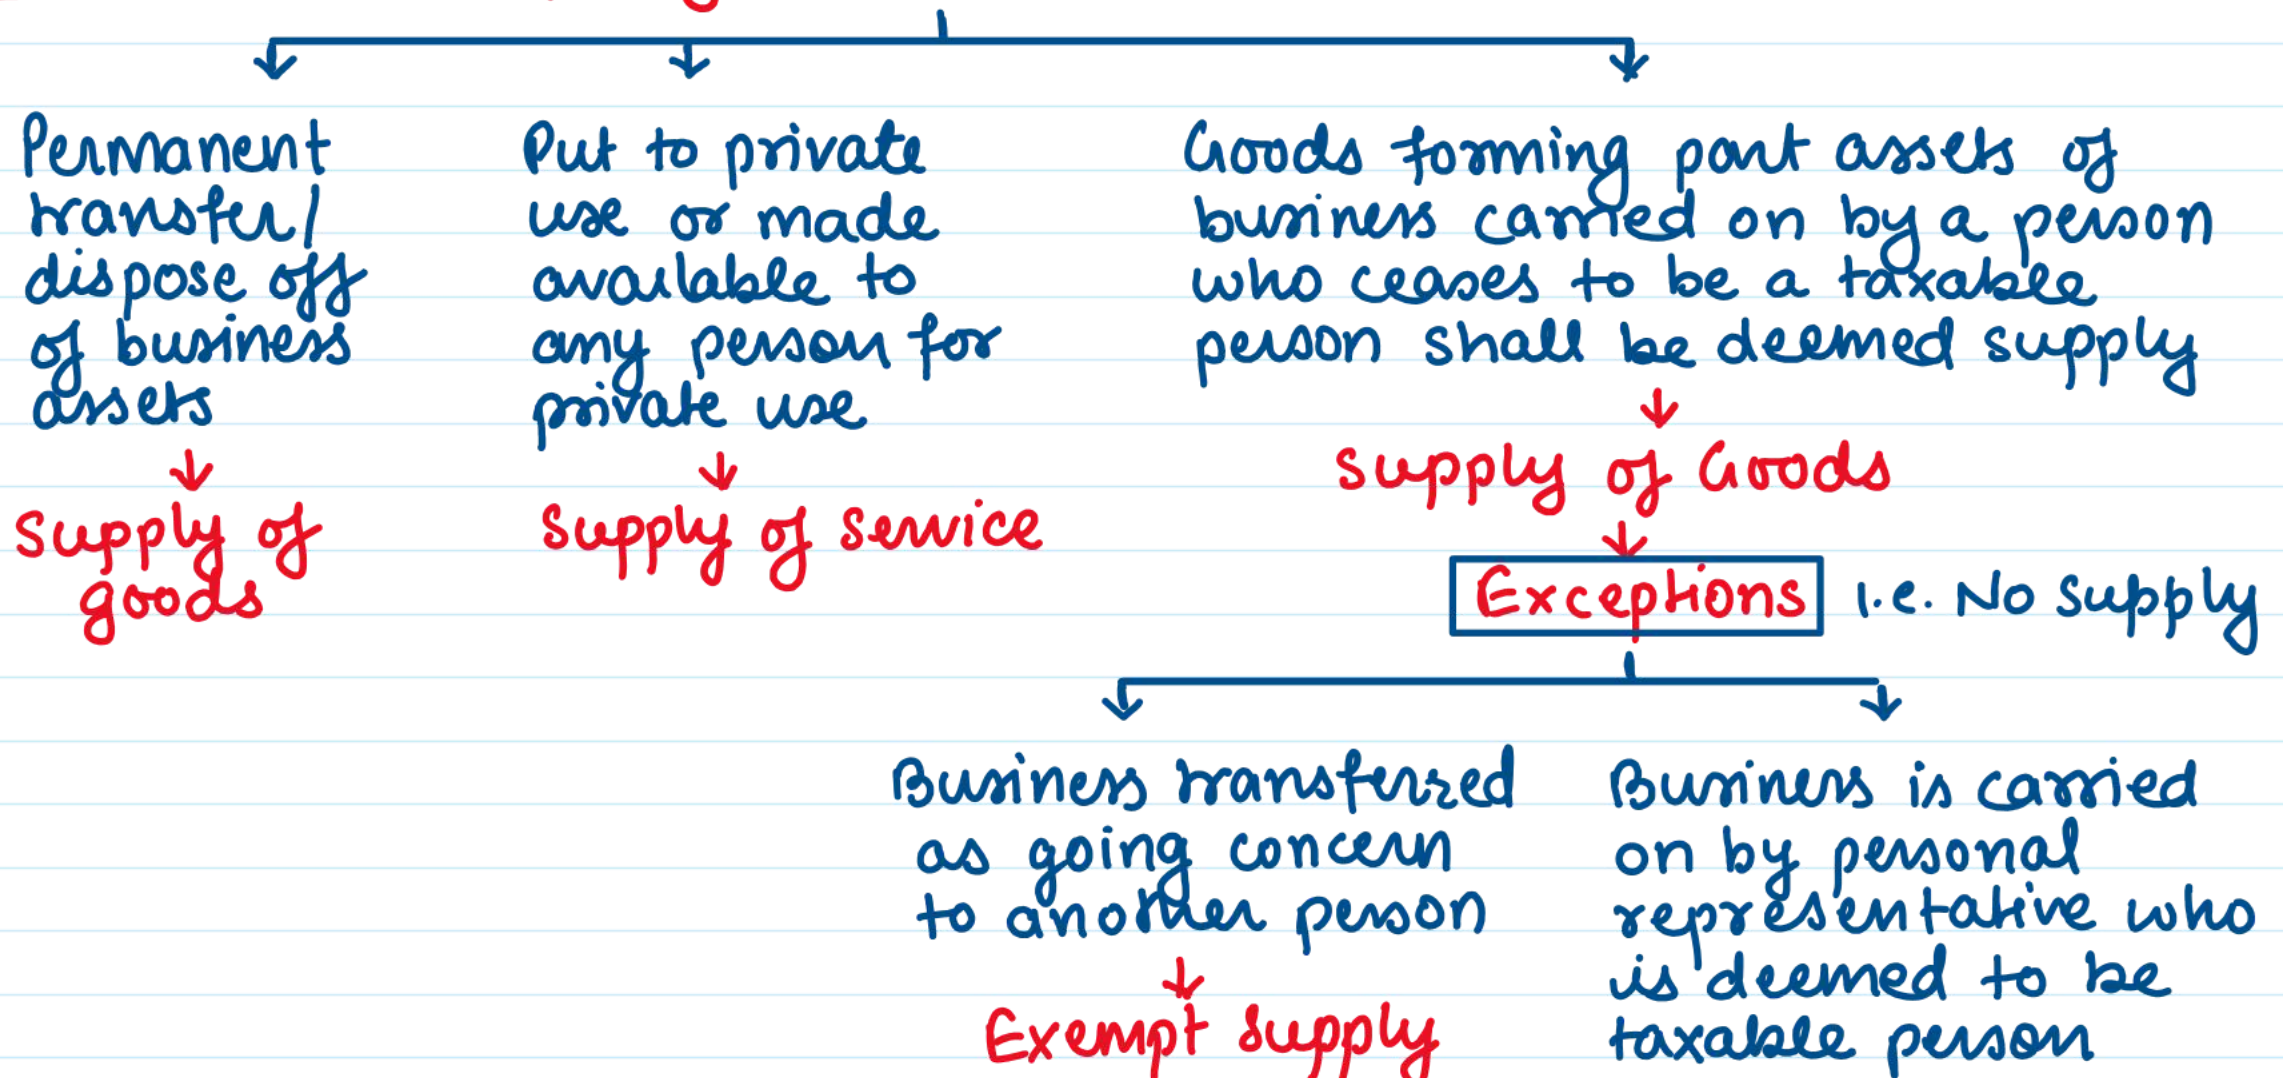 Permanent
transfer/
dispose off
of business
assets
Supply of
goods
Put to private
use or made
available to
any person for
private use
Supply of service
Goods forming part assets of
business carried on by a person
who ceases to be a taxable
person shall be deemed supply
Supply of Goods
Exceptions i.e. No Supply
Business transferred
as going concern
to another person
Exempt Supply
Business is carried
on by personal
representative who
is deemed to be
taxable person